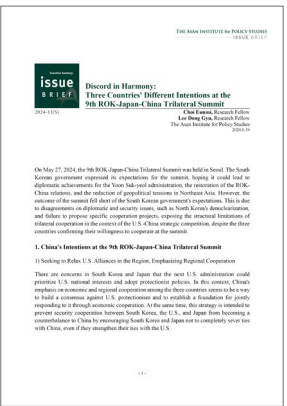 THE ASAN INSTITUTE for POLICY STUDIES
ISSUE BRIEF
issue
BRIEF
Discord in Harmony:
Three Countries' Different Intentions at the
9th ROK-Japan-China Trilateral Summit
2024-11(S)
Choi Eunmi, Research Fellow
Lee Dong Gyu, Research Fellow
The Asan Institute for Policy Studies
On May 27, 2024, the 9th ROK-Japan-China Trilateral Summit was held in Seoul. The South
Korean government expressed its expectations for the summit, hoping it could lead to
diplomatic achievements for the Yoon Suk-yeol administration, the restoration of the ROK-
China relations, and the reduction of geopolitical tensions in Northeast Asia. However, the
outcome of the summit fell short of the South Korean government's expectations. This is due
to disagreements on diplomatic and security issues, such as North Korea's denuclearization,
and failure to propose specific cooperation projects, exposing the structural limitations of
trilateral cooperation in the context of the U.S.-China strategic competition, despite the three
countries confirming their willingness to cooperate at the summit.
1. China's Intentions at the 9th ROK-Japan-China Trilateral Summit
1) Seeking to Relax U.S. Alliances in the Region, Emphasizing Regional Cooperation
There are concerns in South Korea and Japan that the next U.S. administration could
prioritize U.S. national interests and adopt protectionist policies. In this context, China's
emphasis on economic and regional cooperation among the three countries seems to be a way
to build a consensus against U.S. protectionism and to establish a foundation for jointly
responding to it through economic cooperation. At the same time, this strategy is intended to
prevent security cooperation between South Korea, the U.S., and Japan from becoming a
counterbalance to China by encouraging South Korea and Japan not to completely sever ties
with China, even if they strengthen their ties with the U.S.
- 1 -